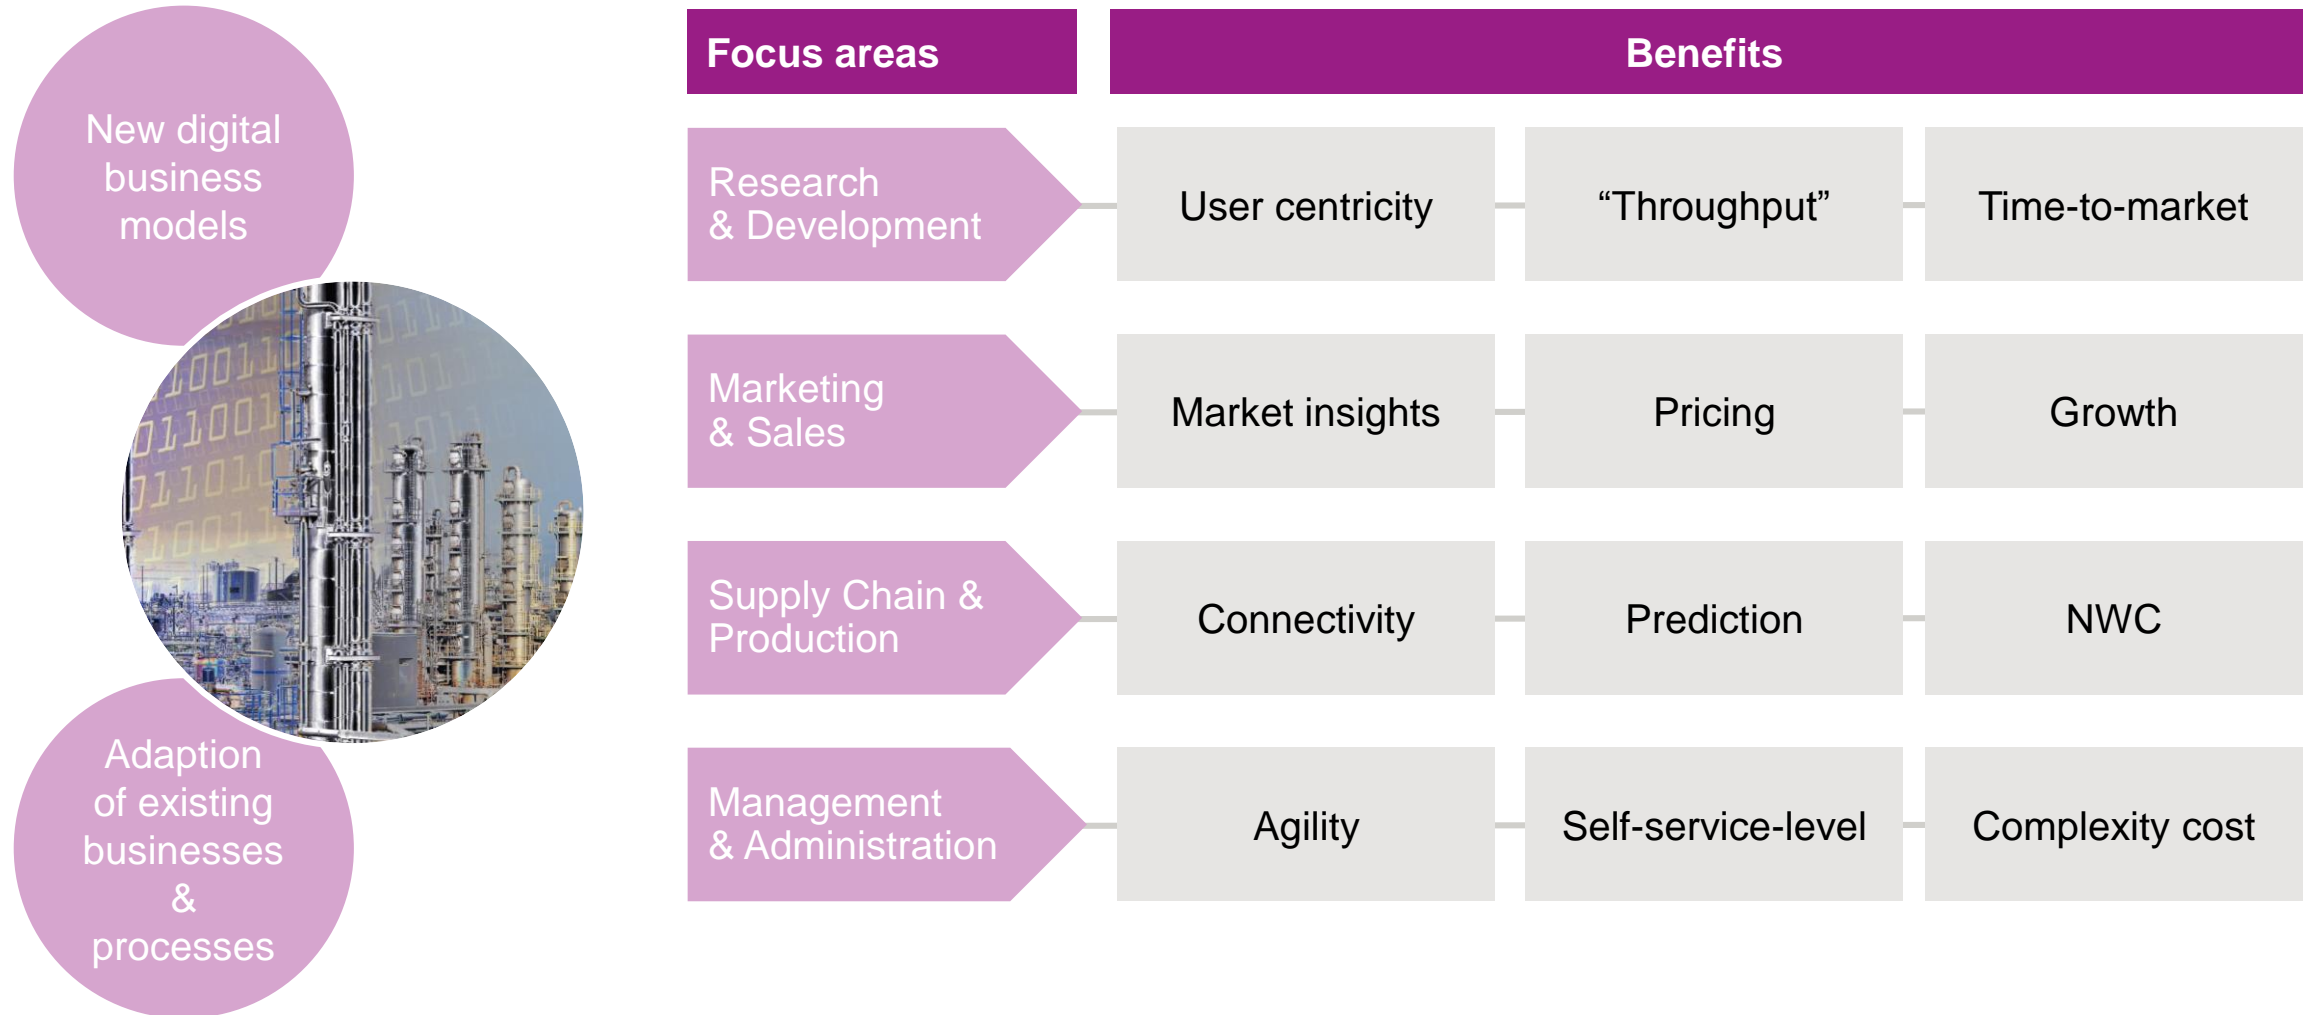 New digital
business
models
Adaption
of existing
businesses
&
processes
Focus areas
Benefits
Research
& Development
User centricity
“Throughput”
Time-to-market
Marketing
& Sales
Market insights
Pricing
Growth
Supply Chain &
Production
Connectivity
Prediction
NWC
Management
& Administration
Agility
Self-service-level
Complexity cost